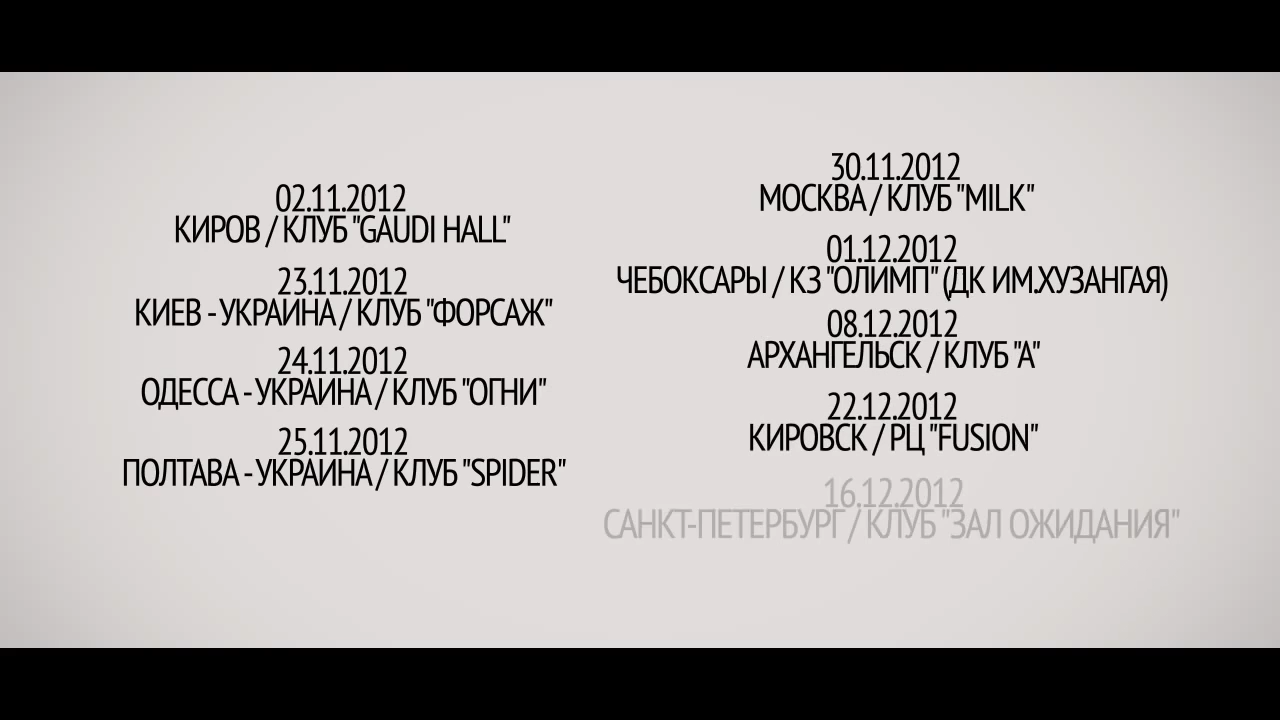 02.11.2012
КИРОВ / КЛУБ "GAUDI HALL"
23.11.2012
КИЕВ - УКРАИНА / КЛУБ "ФОРСАЖ"
24.11.2012
ОДЕССА - УКРАИНА / КЛУБ "ОГНИ"
25.11.2012
ПОЛТАВА - УКРАИНА / КЛУБ "SPIDER"
30.11.2012
МОСКВА / КЛУБ "MILK"
01.12.2012
ЧЕБОКСАРЫ / КЗ "ОЛИМП" (ДК ИМ.ХУЗАНГАЯ)
08.12.2012
АРХАНГЕЛЬСК / КЛУБ "А"
22.12.2012
КИРОВСК / РЦ "FUSION"
16.12.2012
САНКТ-ПЕТЕРБУРГ / КЛУБ "ЗАЛ ОЖИДАНИЯ"